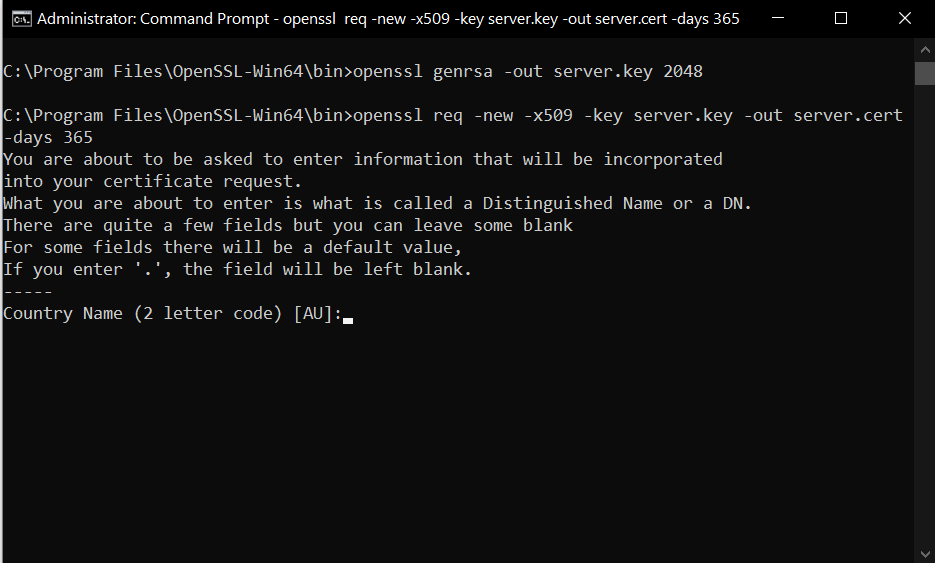 Administrator: Command Prompt - openssl  req -new -x509 -key server.key -out server.cert -days 365
C:\Program Files\OpenSSL-Win64\bin>openssl genrsa -out server.key 2048
C:\Program Files\OpenSSL-Win64\bin>openssl req -new -x509 -key server.key -out server.cert
-days 365
You are about to be asked to enter information that will be incorporated
into your certificate request.
What you are about to enter is what is called a Distinguished Name or a DN.
There are quite a few fields but you can leave some blank
For some fields there will be a default value,
If you enter '.', the field will be left blank.
-----
Country Name (2 letter code) [AU]: